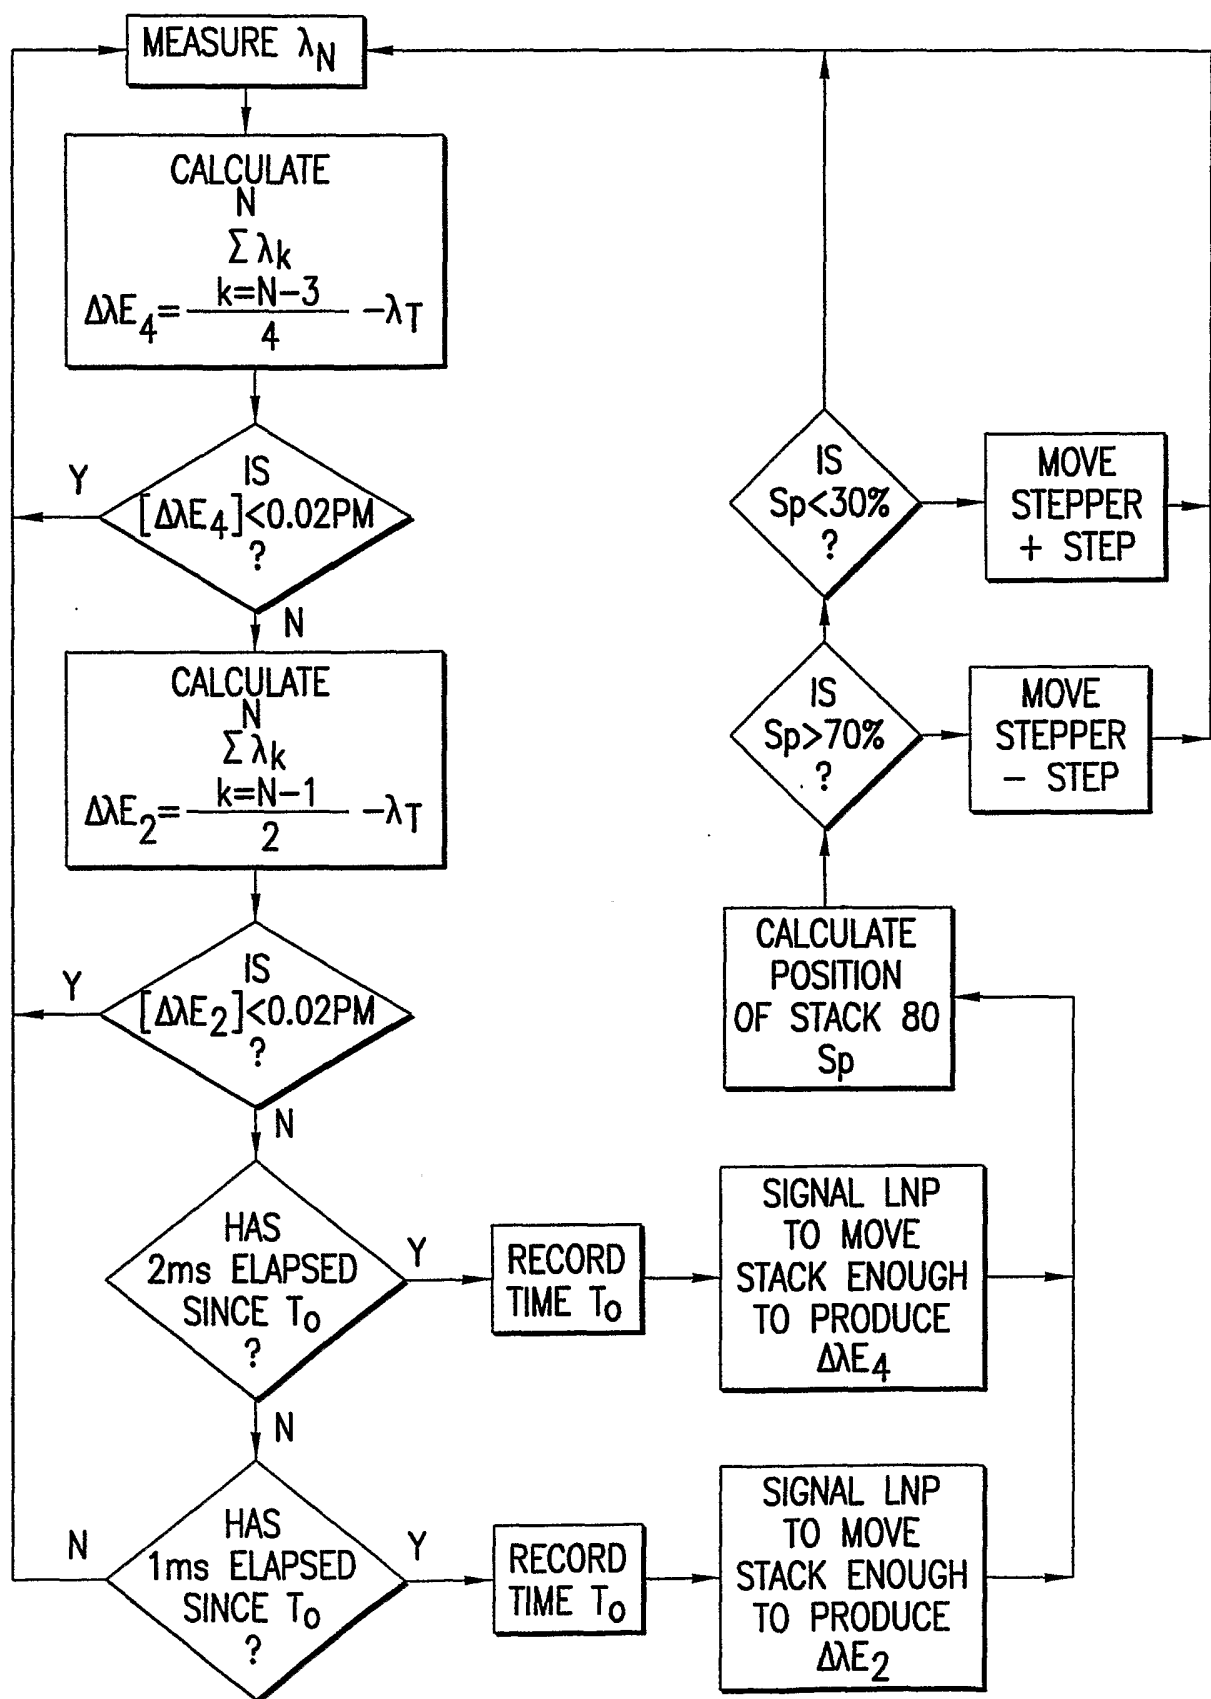 MEASURE λN
CALCULATE
N
Σ λk
k=N-3
ΔλE4= 4 -λT
Y
IS
[ΔλE4]<0.02PM
?
N
CALCULATE
N
Σ λk
k=N-1
ΔλE2= 2 -λT
Y
IS
[ΔλE2]<0.02PM
?
N
HAS
2ms ELAPSED
SINCE To
?
Y
RECORD
TIME To
SIGNAL LNP
TO MOVE
STACK ENOUGH
TO PRODUCE
ΔλE4
N
N
HAS
1ms ELAPSED
SINCE To
?
Y
RECORD
TIME To
SIGNAL LNP
TO MOVE
STACK ENOUGH
TO PRODUCE
ΔλE2
CALCULATE
POSITION
OF STACK 80
Sp
IS
Sp>70%
?
MOVE
STEPPER
- STEP
IS
Sp<30%
?
MOVE
STEPPER
+ STEP